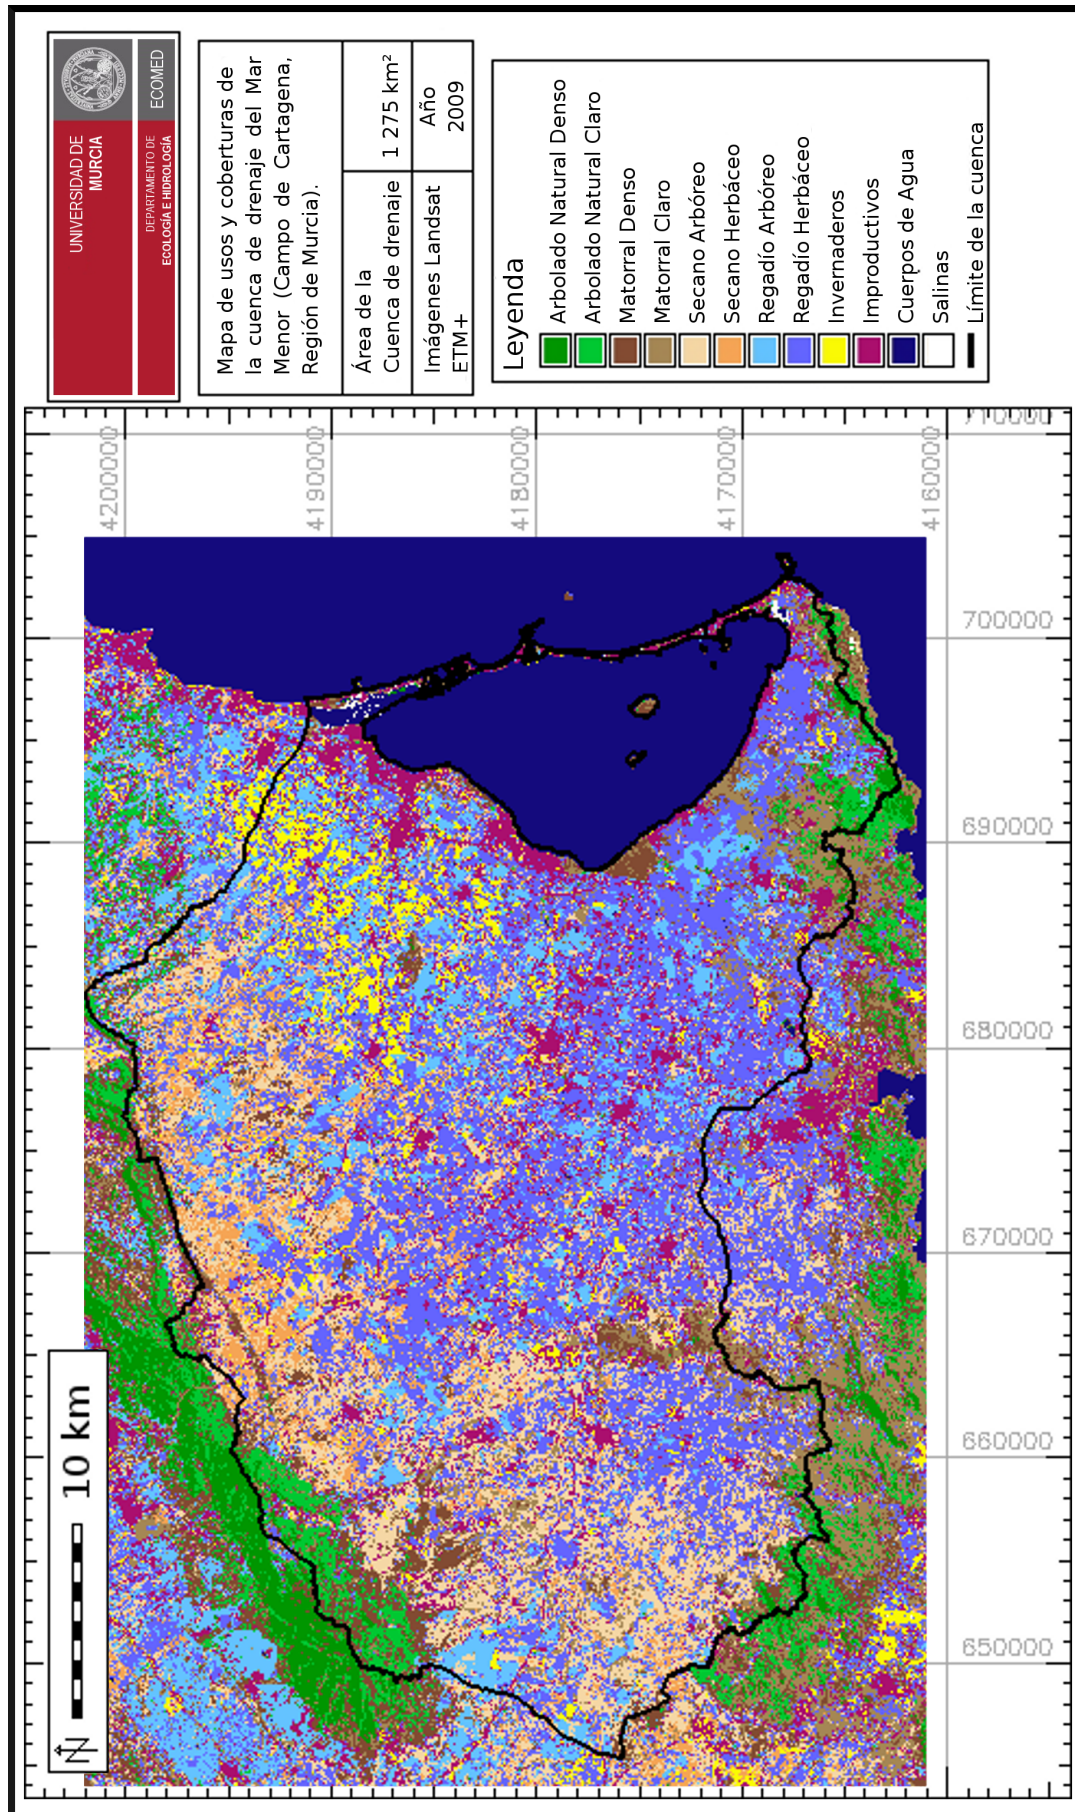 UNIVERSIDAD DE
MURCIA
DEPARTAMENTO DE
ECOLOGÍA E HIDROLOGÍA
ECOMED
Mapa de usos y coberturas de
la cuenca de drenaje del Mar
Menor (Campo de Cartagena,
Región de Murcia).
Área de la
Cuenca de drenaje
1 275 km²
Imágenes Landsat
ETM+
Año
2009
Leyenda
Arbolado Natural Denso
Arbolado Natural Claro
Matorral Denso
Matorral Claro
Secano Arbóreo
Secano Herbáceo
Regadío Arbóreo
Regadío Herbáceo
Invernaderos
Improductivos
Cuerpos de Agua
Salinas
Límite de la cuenca
4200000
4190000
4180000
4170000
4160000
650000
660000
670000
680000
690000
700000
710000
N
10 km